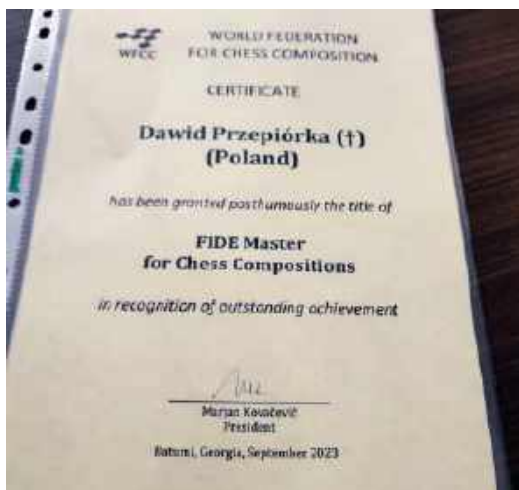 WORLD FEDERATION
WFCC
FOR CHESS COMPOSITION
CERTIFICATE
Dawid Przepiórka (†)
(Poland)
has been granted posthumously the title of
FIDE Master
for Chess Compositions
in recognition of outstanding achievement
Marjan Kovačević
President
Batumi, Georgia, September 2023